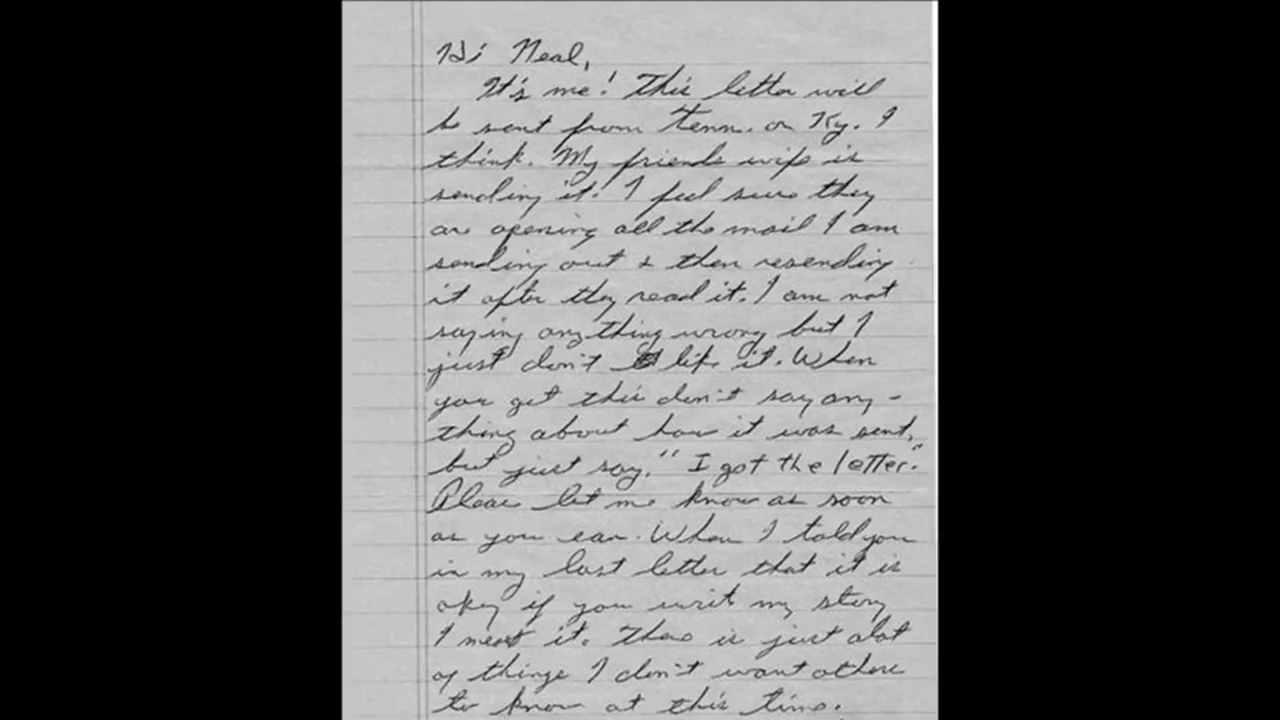 Hi Neal,
It's me! This letter will
be sent from Tenn. or Ky. I
think. My friends wife is
sending it. I feel sure they
are opening all the mail I am
sending out & then resending
it after they read it. I am not
saying anything wrong but I
just don't like it. When
you get this don't say any-
thing about how it was sent,
but just say, "I got the letter."
Please let me know as soon
as you can. When I told you
in my last letter that it is
okey if you writ my story
I meat it. There is just alot
of things I don't want others
to know at this time.